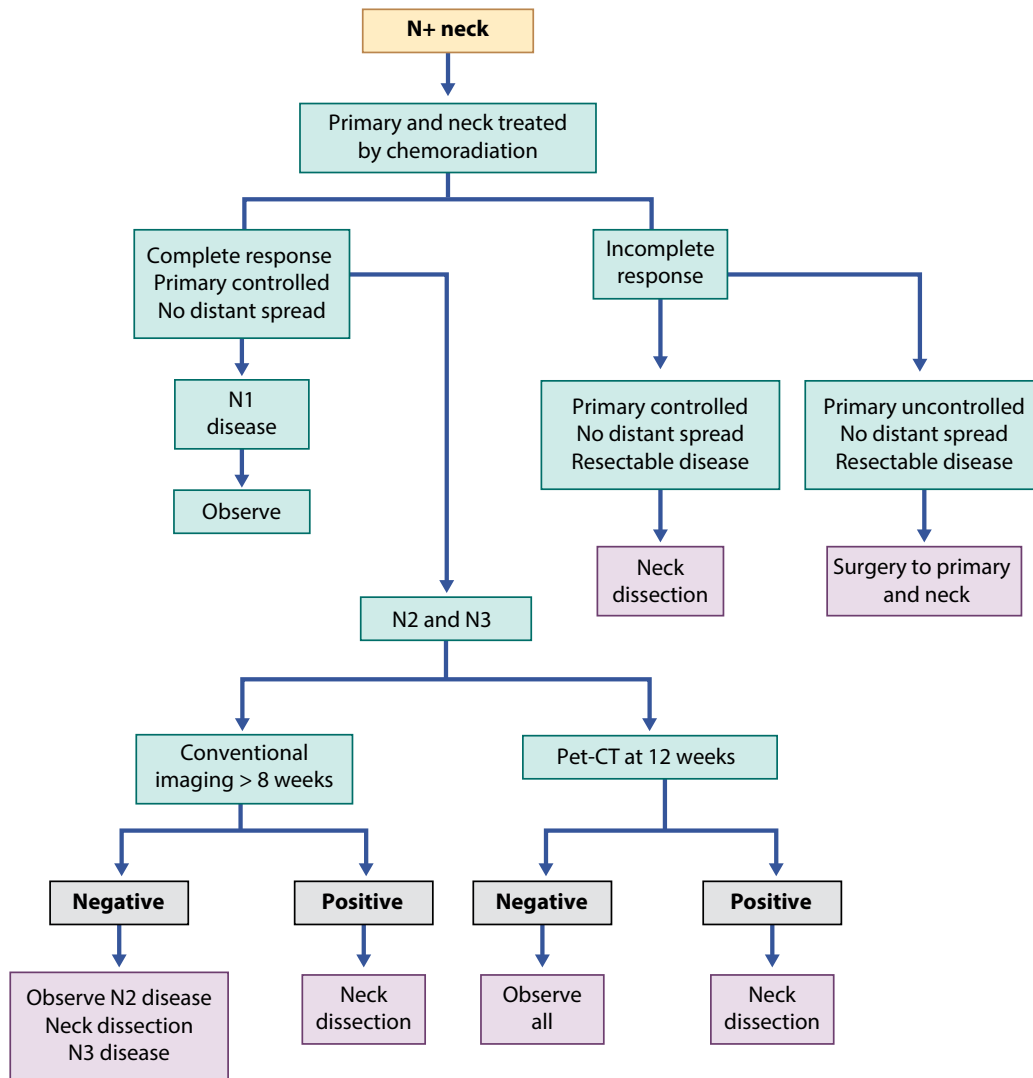 N+ neck
Primary and neck treated
by chemoradiation
Complete response
Primary controlled
No distant spread
Incomplete
response
N1
disease
Primary controlled
No distant spread
Resectable disease
Primary uncontrolled
No distant spread
Resectable disease
Observe
Neck
dissection
Surgery to primary
and neck
N2 and N3
Conventional
imaging > 8 weeks
Pet-CT at 12 weeks
Negative
Positive
Negative
Positive
Observe N2 disease
Neck dissection
N3 disease
Neck
dissection
Observe
all
Neck
dissection